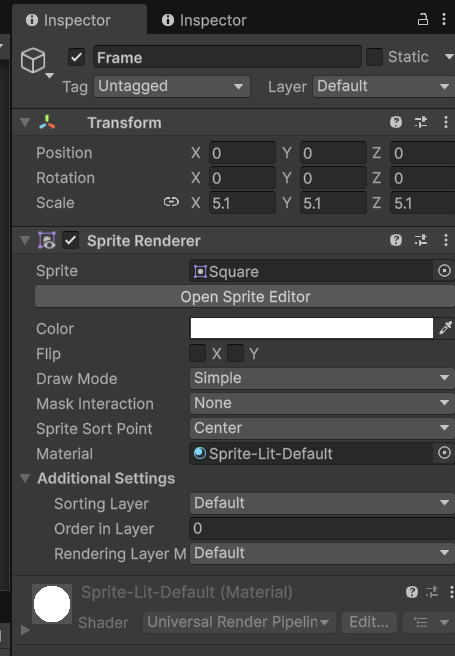 Inspector Inspector
Frame Static
Tag Untagged Layer Default
Transform
Position X 0 Y 0 Z 0
Rotation X 0 Y 0 Z 0
Scale X 5.1 Y 5.1 Z 5.1
Sprite Renderer
Sprite Square
Open Sprite Editor
Color
Flip X Y
Draw Mode Simple
Mask Interaction None
Sprite Sort Point Center
Material Sprite-Lit-Default
Additional Settings
Sorting Layer Default
Order in Layer 0
Rendering Layer M Default
Sprite-Lit-Default (Material)
Shader Universal Render Pipelin Edit...